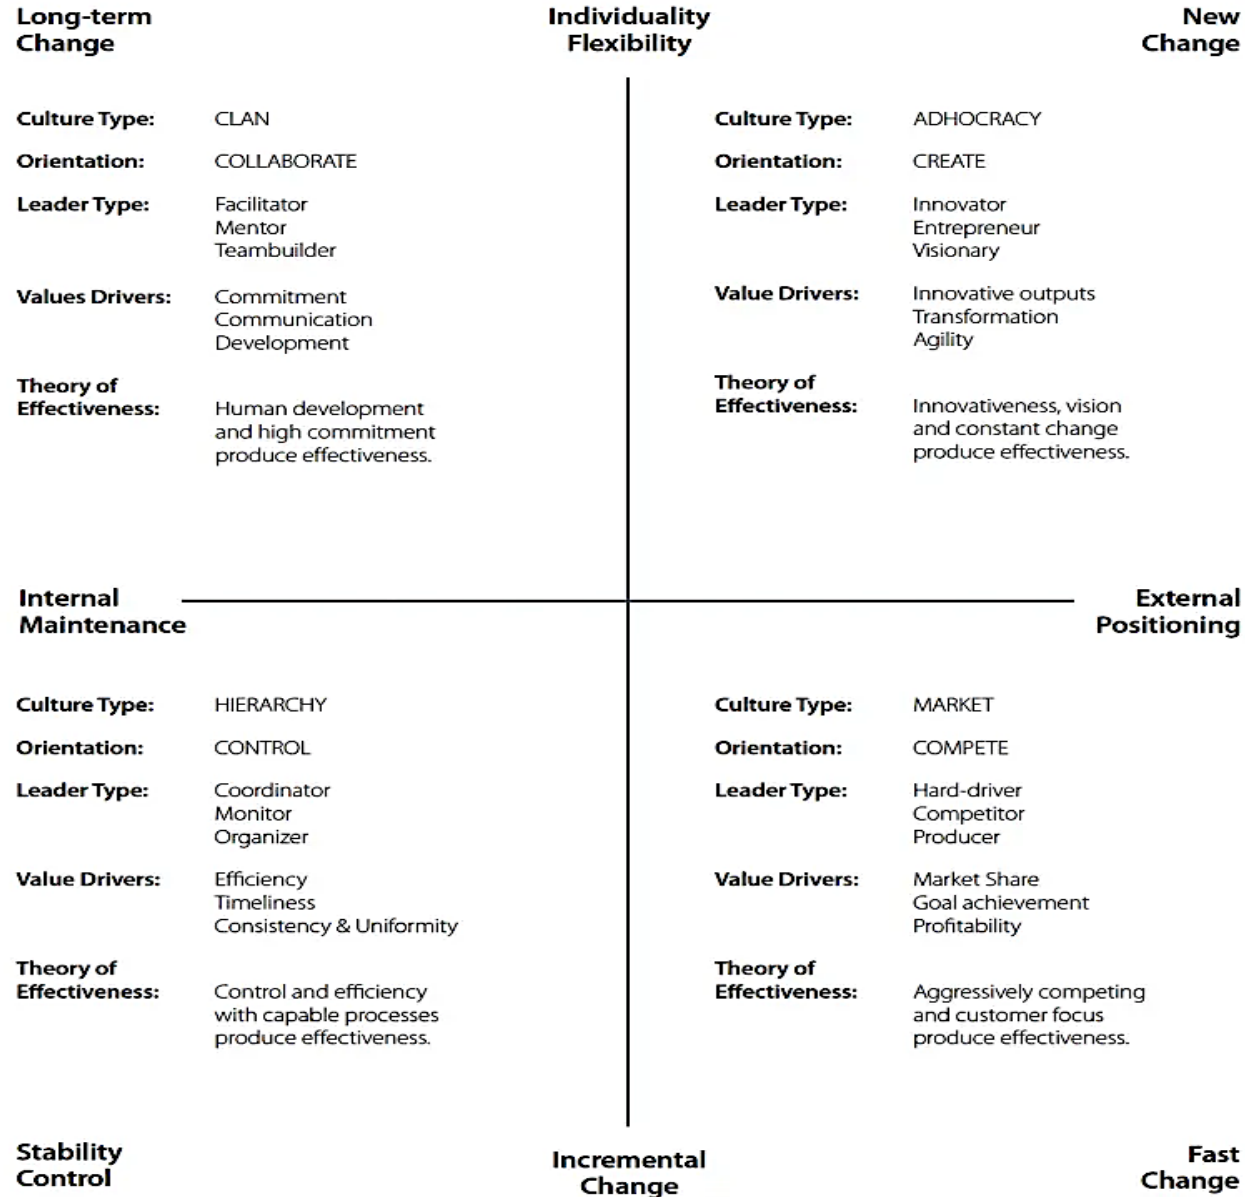 Long-term
Change
Individuality
Flexibility
New
Change
Culture Type: CLAN
Orientation: COLLABORATE
Leader Type: Facilitator
Mentor
Teambuilder
Values Drivers: Commitment
Communication
Development
Theory of
Effectiveness: Human development
and high commitment
produce effectiveness.
Culture Type: ADHOCRACY
Orientation: CREATE
Leader Type: Innovator
Entrepreneur
Visionary
Value Drivers: Innovative outputs
Transformation
Agility
Theory of
Effectiveness: Innovativeness, vision
and constant change
produce effectiveness.
Internal
Maintenance
External
Positioning
Culture Type: HIERARCHY
Orientation: CONTROL
Leader Type: Coordinator
Monitor
Organizer
Value Drivers: Efficiency
Timeliness
Consistency & Uniformity
Theory of
Effectiveness: Control and efficiency
with capable processes
produce effectiveness.
Culture Type: MARKET
Orientation: COMPETE
Leader Type: Hard-driver
Competitor
Producer
Value Drivers: Market Share
Goal achievement
Profitability
Theory of
Effectiveness: Aggressively competing
and customer focus
produce effectiveness.
Stability
Control
Incremental
Change
Fast
Change